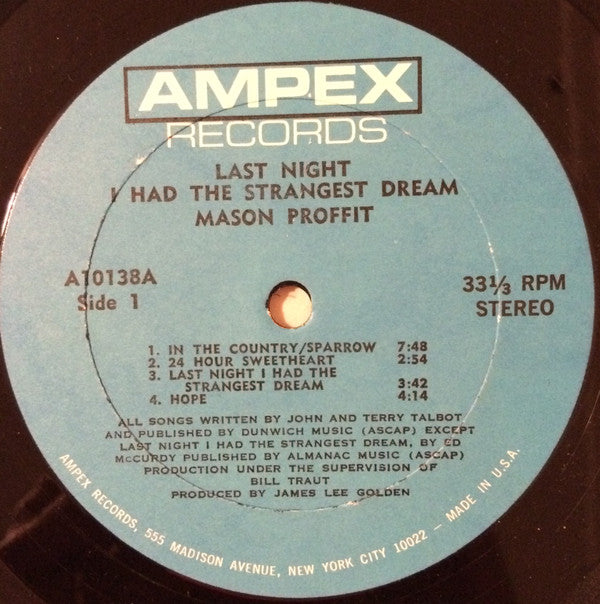 AMPEX
RECORDS
LAST NIGHT
I HAD THE STRANGEST DREAM
MASON PROFFIT
A10138A
Side 1
33⅓ RPM
STEREO
1. IN THE COUNTRY/SPARROW 7:48
2. 24 HOUR SWEETHEART 2:54
3. LAST NIGHT I HAD THE
STRANGEST DREAM 3:42
4. HOPE 4:14
ALL SONGS WRITTEN BY JOHN AND TERRY TALBOT
AND PUBLISHED BY DUNWICH MUSIC (ASCAP) EXCEPT
LAST NIGHT I HAD THE STRANGEST DREAM, BY ED
McCURDY PUBLISHED BY ALMANAC MUSIC (ASCAP)
PRODUCTION UNDER THE SUPERVISION OF
BILL TRAUT
PRODUCED BY JAMES LEE GOLDEN
AMPEX RECORDS, 555 MADISON AVENUE, NEW YORK CITY 10022 – MADE IN U.S.A.